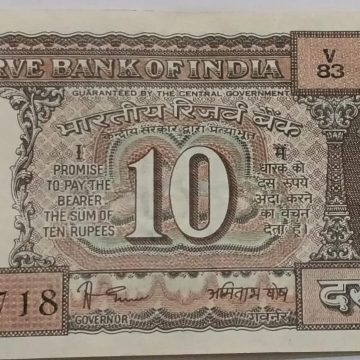 RVE BANK OF INDIA
V
83
GUARANTEED BY THE CENTRAL GOVERNMENT
भारतीय रिज़र्व बैंक
केन्द्रीय सरकार द्वारा प्रत्याभूत
I
PROMISE
TO PAY THE
BEARER
THE SUM OF
TEN RUPEES
10
मैं
धारक को
दस रुपये
अदा करने
का वचन
देता हूँ।
718
अमिताभ घोष
GOVERNOR
गवर्नर